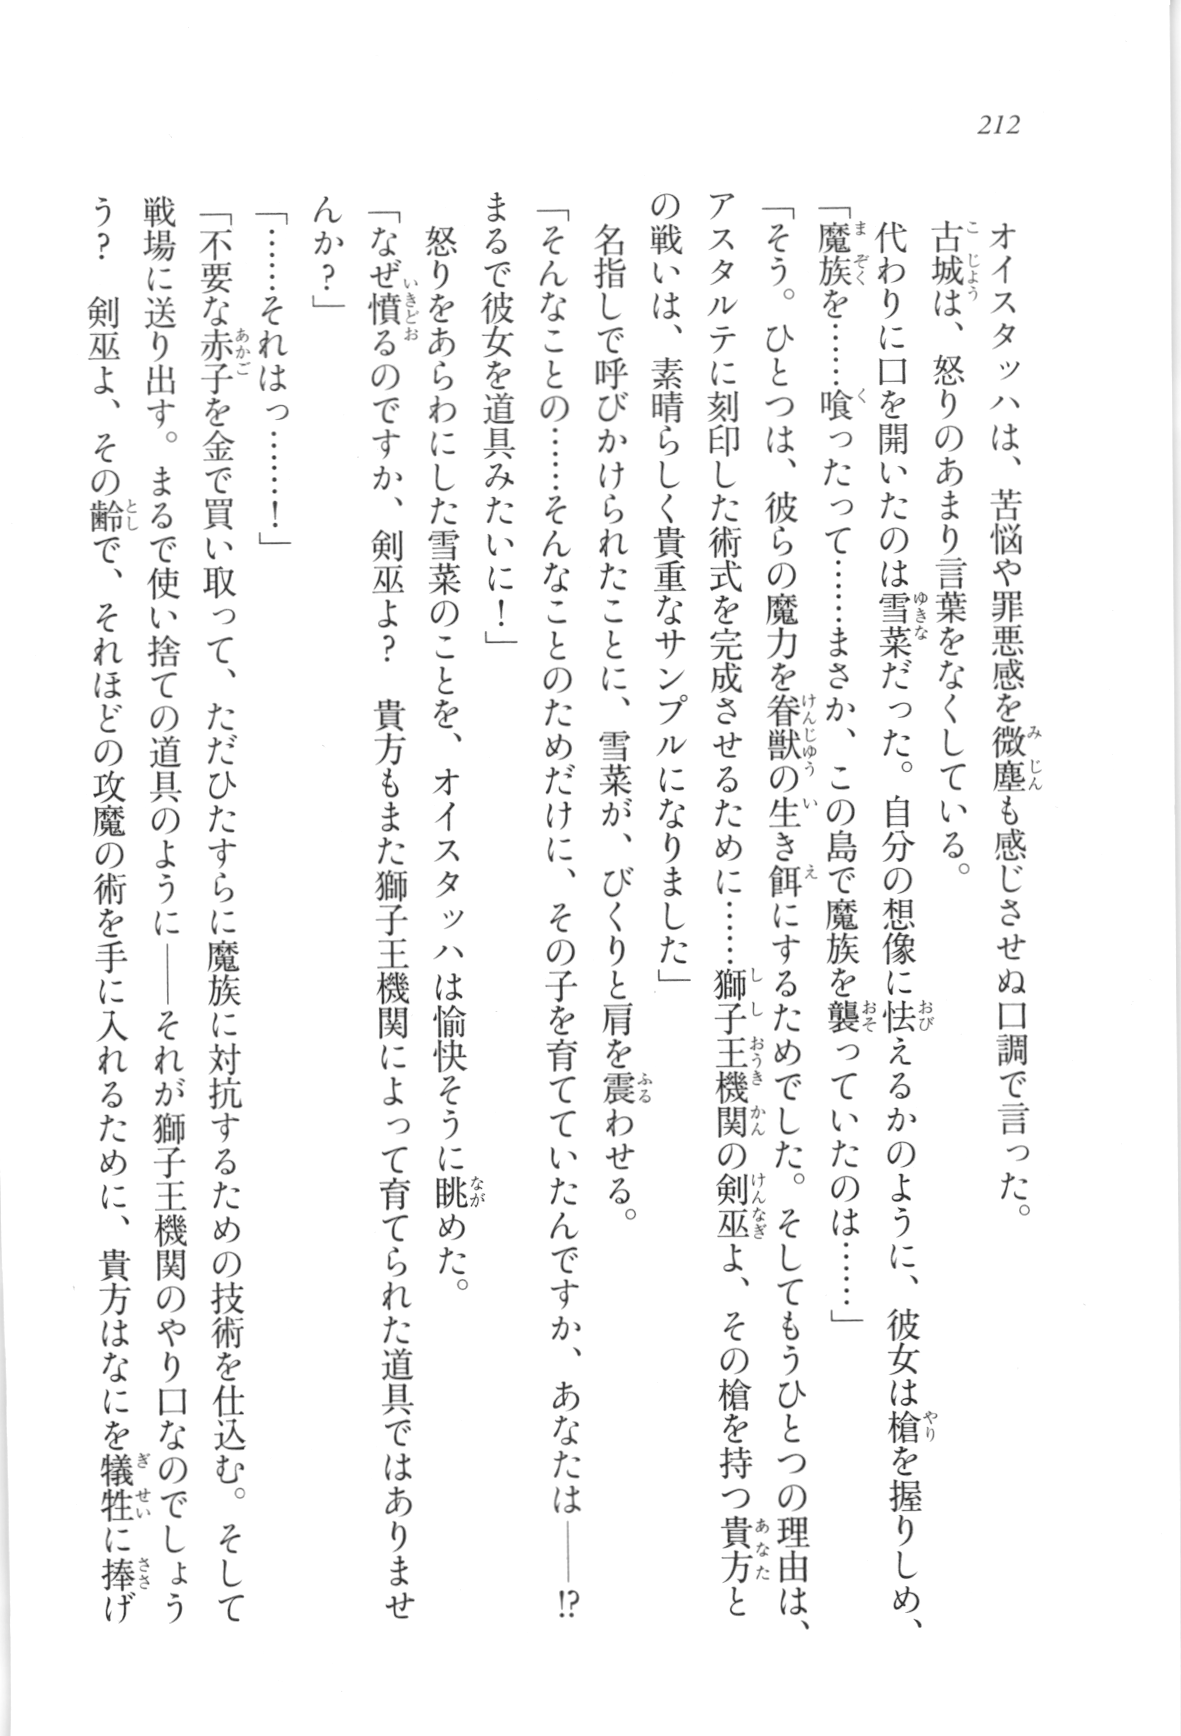 212
オイスタッハは、苦悩や罪悪感を微塵も感じさせぬ口調で言った。
古城は、怒りのあまり言葉をなくしている。
代わりに口を開いたのは雪菜だった。自分の想像に怯えるかのように、彼女は槍を握りしめ、
「魔族を……喰ったって……まさか、この島で魔族を襲っていたのは……」
「そう。ひとつは、彼らの魔力を眷獣の生き餌にするためでした。そしてもうひとつの理由は、
アスタルテに刻印した術式を完成させるために……獅子王機関の剣巫よ、その槍を持つ貴方と
の戦いは、素晴らしく貴重なサンプルになりました」
名指しで呼びかけられたことに、雪菜が、びくりと肩を震わせる。
「そんなことの……そんなことのためだけに、その子を育てていたんですか、あなたは――!?
まるで彼女を道具みたいに！」
怒りをあらわにした雪菜のことを、オイスタッハは愉快そうに眺めた。
「なぜ憤るのですか、剣巫よ？　貴方もまた獅子王機関によって育てられた道具ではありませ
んか？」
「……それはっ……！」
「不要な赤子を金で買い取って、ただひたすらに魔族に対抗するための技術を仕込む。そして
戦場に送り出す。まるで使い捨ての道具のように――それが獅子王機関のやり口なのでしょう
う？　剣巫よ、その齢で、それほどの攻魔の術を手に入れるために、貴方はなにを犠牲に捧げ